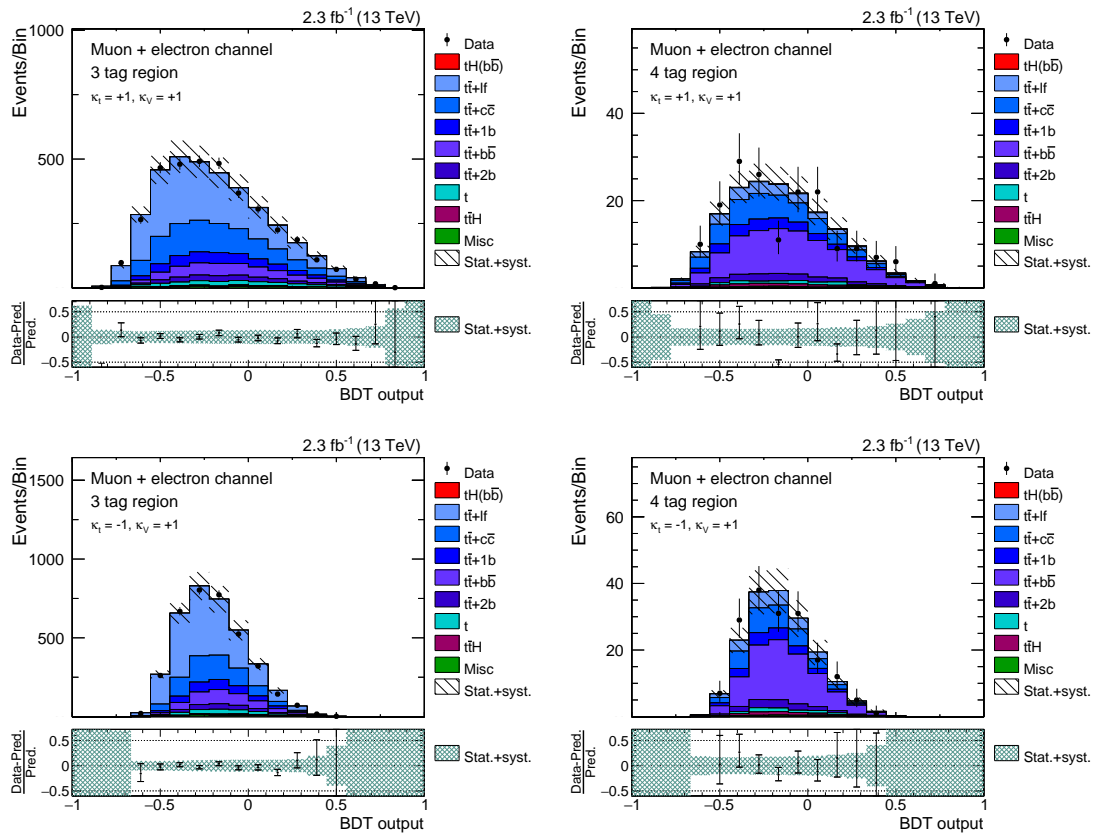 2.3 fb⁻¹ (13 TeV)
Events/Bin
1000
500
Muon + electron channel
3 tag region
κt = +1, κV = +1
Data
tH(bb̄)
tt̄+lf
tt̄+cc̄
tt̄+1b
tt̄+bb̄
tt̄+2b
t
tt̄H
Misc
Stat.+syst.
Data-Pred.
Pred.
0.5
0
−0.5
Stat.+syst.
−1 −0.5 0 0.5 1
BDT output
2.3 fb⁻¹ (13 TeV)
Events/Bin
60
40
20
Muon + electron channel
4 tag region
κt = +1, κV = +1
Data
tH(bb̄)
tt̄+lf
tt̄+cc̄
tt̄+1b
tt̄+bb̄
tt̄+2b
t
tt̄H
Misc
Stat.+syst.
Data-Pred.
Pred.
0.5
0
−0.5
Stat.+syst.
−1 −0.5 0 0.5 1
BDT output
2.3 fb⁻¹ (13 TeV)
Events/Bin
1500
1000
500
Muon + electron channel
3 tag region
κt = -1, κV = +1
Data
tH(bb̄)
tt̄+lf
tt̄+cc̄
tt̄+1b
tt̄+bb̄
tt̄+2b
t
tt̄H
Misc
Stat.+syst.
Data-Pred.
Pred.
0.5
0
−0.5
Stat.+syst.
−1 −0.5 0 0.5 1
BDT output
2.3 fb⁻¹ (13 TeV)
Events/Bin
60
40
20
Muon + electron channel
4 tag region
κt = -1, κV = +1
Data
tH(bb̄)
tt̄+lf
tt̄+cc̄
tt̄+1b
tt̄+bb̄
tt̄+2b
t
tt̄H
Misc
Stat.+syst.
Data-Pred.
Pred.
0.5
0
−0.5
Stat.+syst.
−1 −0.5 0 0.5 1
BDT output